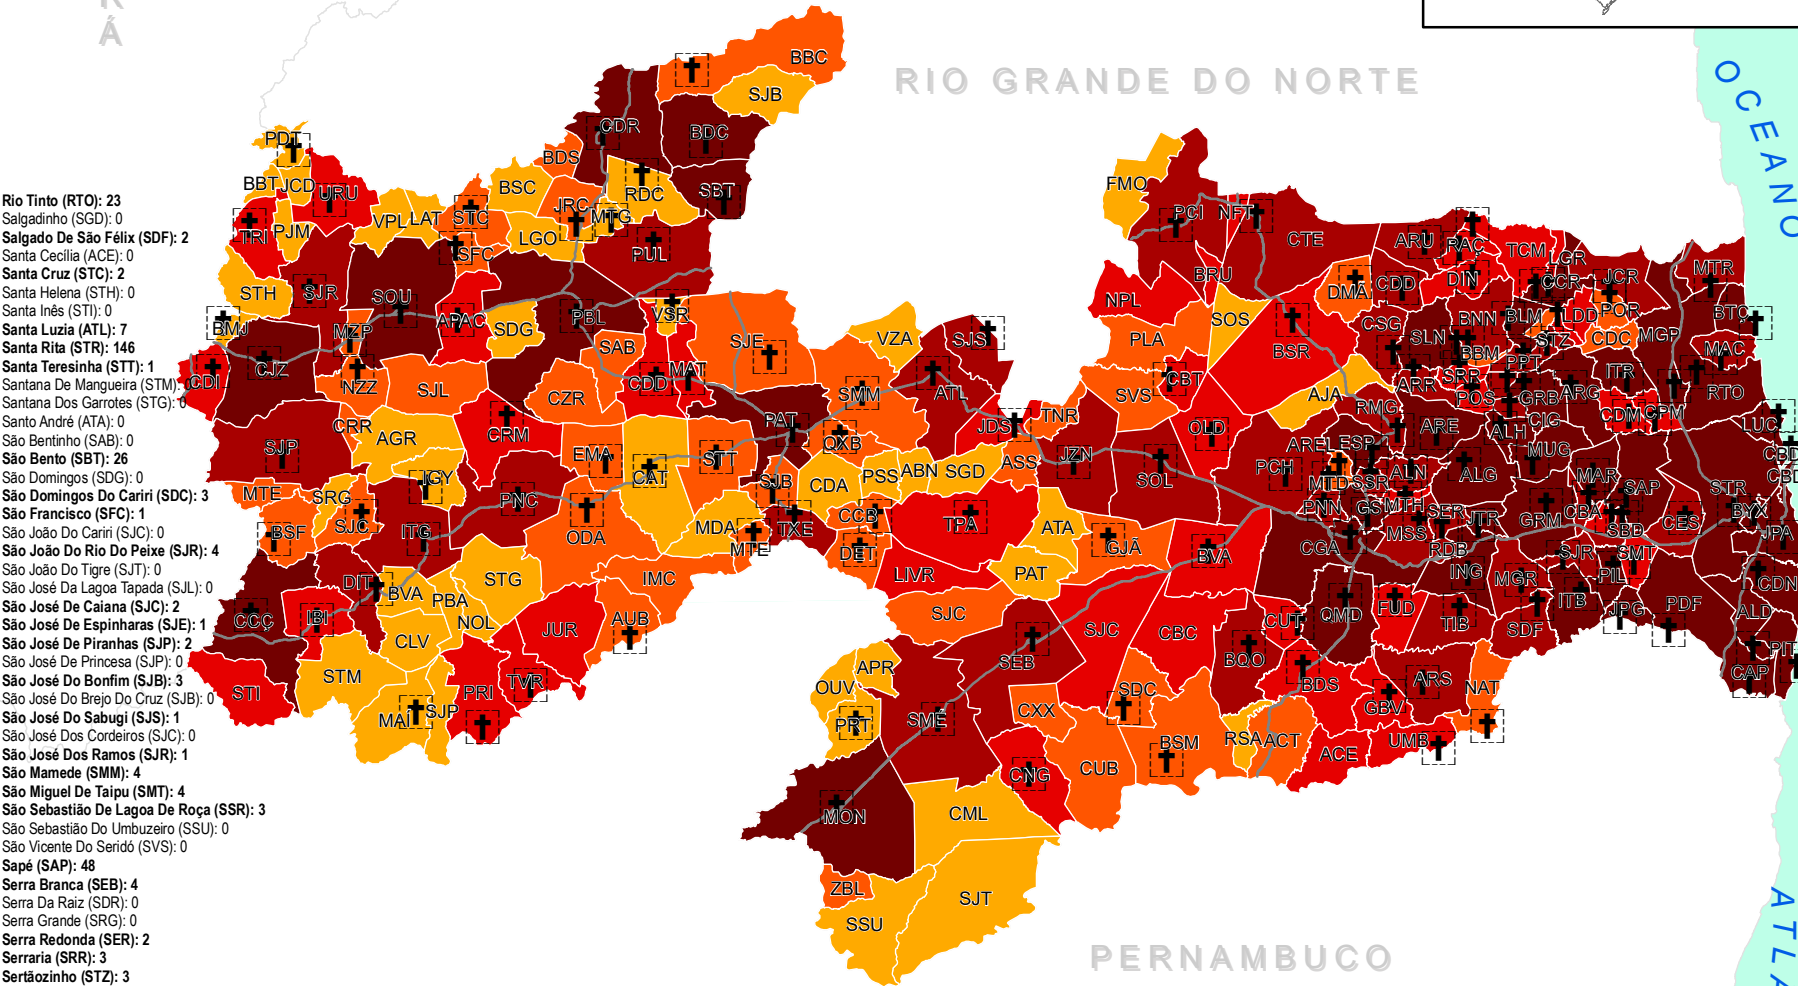 R
Á
RIO GRANDE DO NORTE
PERNAMBUCO
OCEANO
ATLA
Rio Tinto (RTO): 23
Salgadinho (SGD): 0
Salgado De São Félix (SDF): 2
Santa Cecília (ACE): 0
Santa Cruz (STC): 2
Santa Helena (STH): 0
Santa Inês (STI): 0
Santa Luzia (ATL): 7
Santa Rita (STR): 146
Santa Teresinha (STT): 1
Santana De Mangueira (STM):
Santana Dos Garrotes (STG): 0
Santo André (ATA): 0
São Bentinho (SAB): 0
São Bento (SBT): 26
São Domingos (SDG): 0
São Domingos Do Cariri (SDC): 3
São Francisco (SFC): 1
São João Do Cariri (SJC): 0
São João Do Rio Do Peixe (SJR): 4
São João Do Tigre (SJT): 0
São José Da Lagoa Tapada (SJL): 0
São José De Caiana (SJC): 2
São José De Espinharas (SJE): 1
São José De Piranhas (SJP): 2
São José De Princesa (SJP): 0
São José Do Bonfim (SJB): 3
São José Do Brejo Do Cruz (SJB): 0
São José Do Sabugi (SJS): 1
São José Dos Cordeiros (SJC): 0
São José Dos Ramos (SJR): 1
São Mamede (SMM): 4
São Miguel De Taipu (SMT): 4
São Sebastião De Lagoa De Roça (SSR): 3
São Sebastião Do Umbuzeiro (SSU): 0
São Vicente Do Seridó (SVS): 0
Sapé (SAP): 48
Serra Branca (SEB): 4
Serra Da Raiz (SDR): 0
Serra Grande (SRG): 0
Serra Redonda (SER): 2
Serraria (SRR): 3
Sertãozinho (STZ): 3
BBC
SJB
CDR
BDC
PDT
BDS
BBT
JCD
URU
BSC
RDC
SBT
VPL
LAT
STC
JRC
MTG
TRI
PJM
LGO
SFC
PUL
STH
SJR
SOU
BMJ
APAC
SDG
PBL
VSR
MZP
SAB
SJE
VZA
SJS
CDI
CJZ
NZZ
SJL
CZR
CDD
MAT
SMM
ATL
CRR
AGR
CRM
PAT
QXB
JDS
TNR
SJP
EMA
CAT
STT
IGY
SJB
CDA
PSS
ABN
SGD
ASS
MTE
SRG
SJC
PNC
CCB
TPA
BSF
ITG
ODA
MDA
MTE
TXE
DET
ATA
GJÃ
DIT
BVA
PBA
STG
IMC
LIVR
PAT
BVA
CCÇ
IBI
NOL
CLV
JUR
AUB
SJC
SJC
CBC
STI
STM
MAI
SJP
PRI
TVR
APR
OUV
PRT
SEB
SME
CXX
SDC
MON
CNG
CUB
BSM
RSA
ACT
CML
ZBL
SSU
SJT
FMO
PCI
NFT
CTE
ARU
RAÇ
TCM
LGR
BRU
NPL
DMÃ
CDD
DIN
CCR
JCR
MTR
SOS
PLA
BSR
CSG
SLN
BNN
BLM
LDD
POR
BTC
MGP
BBM
STZ
CDC
MAC
SVS
CBT
AJA
ARR
SRR
PPT
ITR
RTO
RMG
POS
GRB
ARG
CDM
CPM
LUC
OLD
AREI
ESP
ARE
ALH
CIG
MUG
CBD
JZN
SOL
PCH
MTD
SSR
ALN
ALG
MAR
SAP
STR
PNN
GS
MTH
GRM
CBA
BYX
CGA
MSS
SER
JTR
SBD
CES
JPA
RDB
SJR
SMT
ING
MGR
PIL
CDN
QMD
FUD
TIB
ITB
JPG
PDF
ALD
CUT
SDF
BQO
BDS
ARS
NAT
CAP
PIT
GBV
ACE
UMB